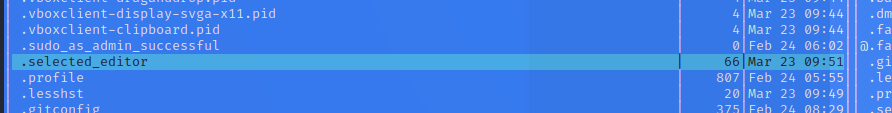 .vboxclient-draganddrop.pid 4 Mar 23 09:44 .v
.vboxclient-display-svga-x11.pid 4 Mar 23 09:44 .dm
.vboxclient-clipboard.pid 4 Mar 23 09:44 .fa
.sudo_as_admin_successful 0 Feb 24 06:02 @.fa
.selected_editor 66 Mar 23 09:51 .gi
.profile 807 Feb 24 05:55 .le
.lesshst 20 Mar 23 09:49 .pr
.gitconfig 375 Feb 24 08:29 .se